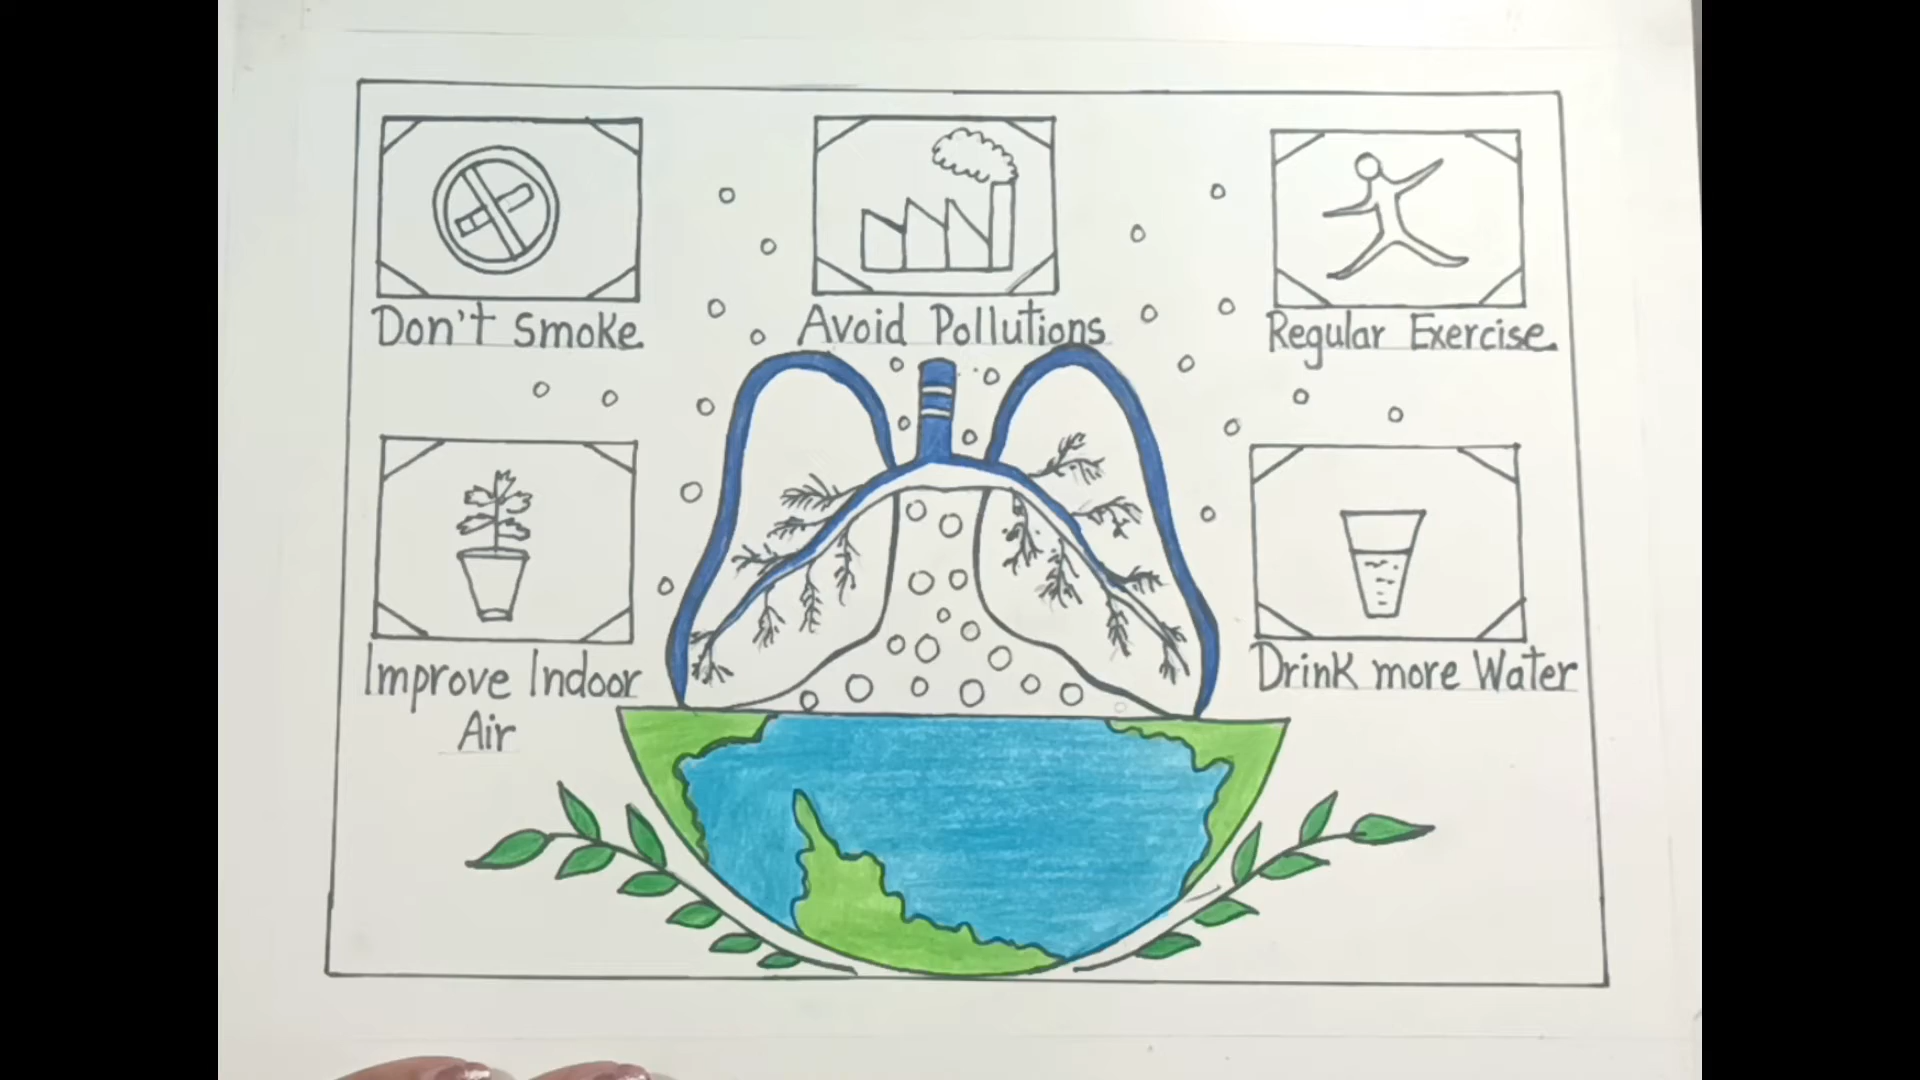 Don't Smoke
Avoid Pollutions
Regular Exercise
Improve Indoor
Air
Drink more Water